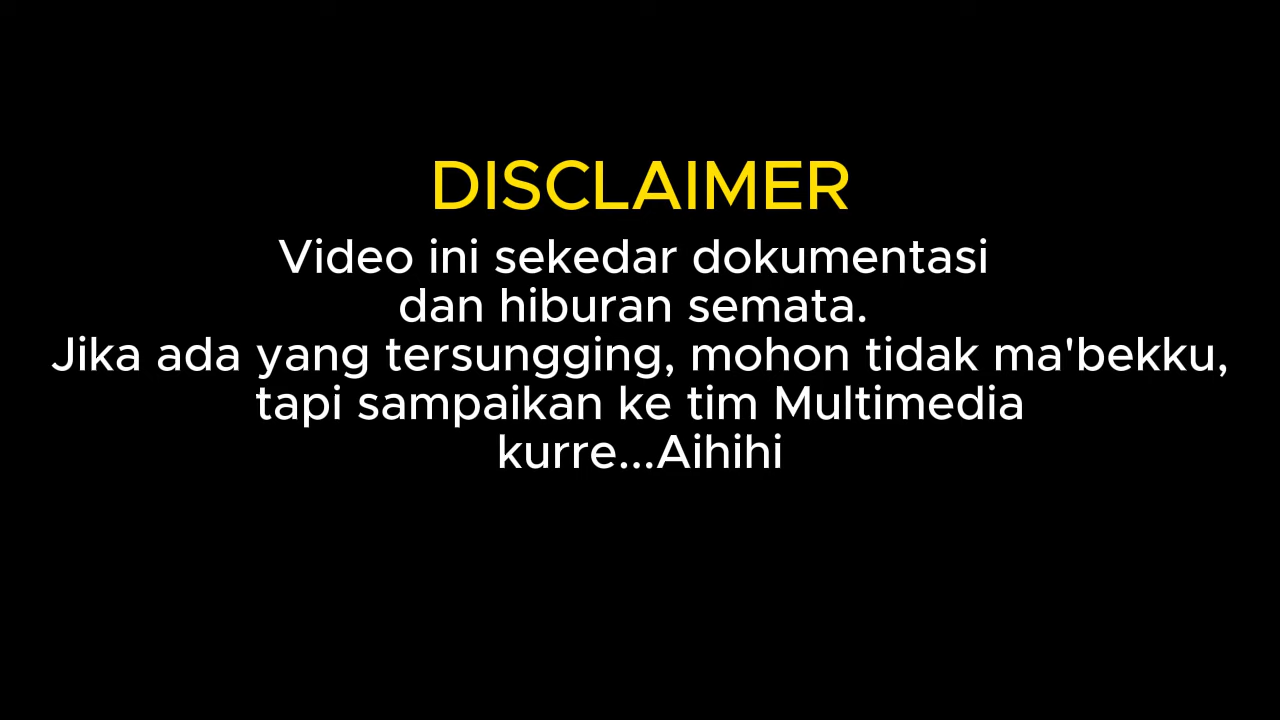 DISCLAIMER
Video ini sekedar dokumentasi
dan hiburan semata.
Jika ada yang tersungging, mohon tidak ma'bekku,
tapi sampaikan ke tim Multimedia
kurre...Aihihi